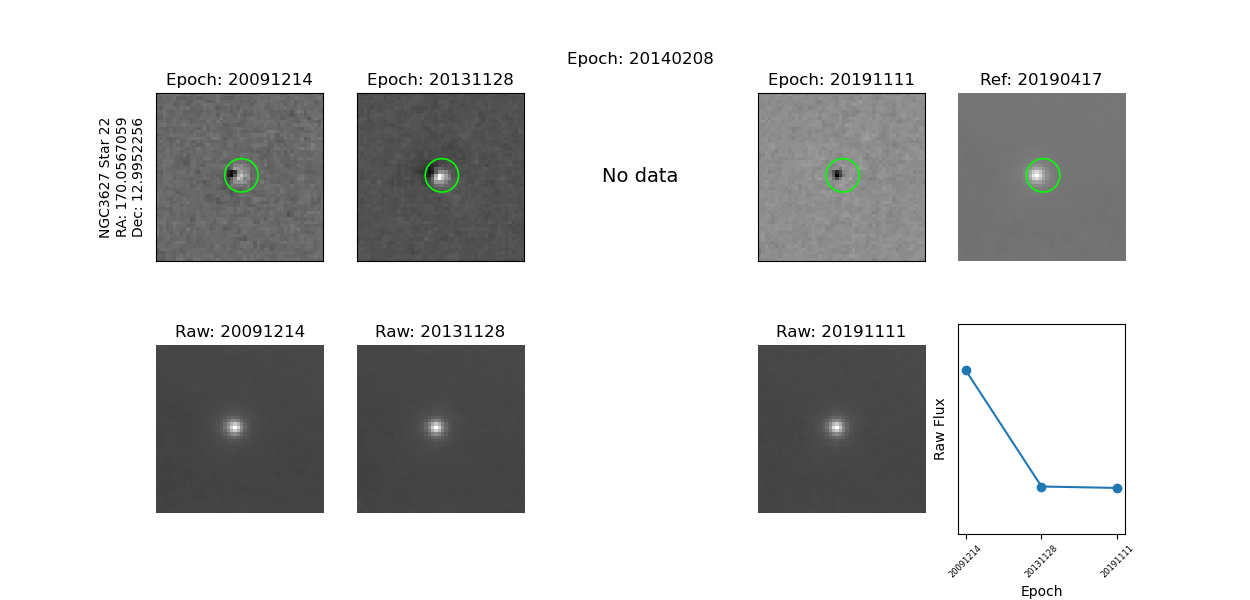 Epoch: 20140208
Epoch: 20091214
Epoch: 20131128
Epoch: 20191111
Ref: 20190417
NGC3627 Star 22
RA: 170.0567059
Dec: 12.9952256
No data
Raw: 20091214
Raw: 20131128
Raw: 20191111
Raw Flux
20091214
20131128
20191111
Epoch